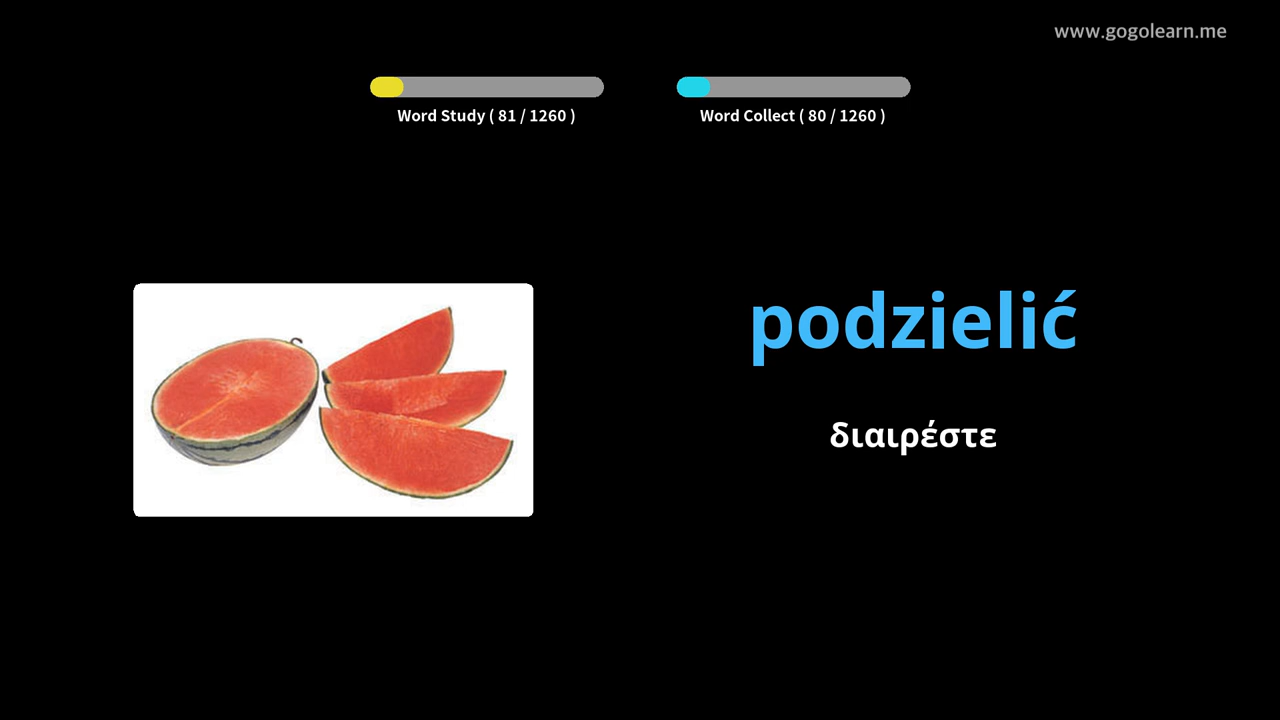 www.gogolearn.me
Word Study ( 81 / 1260 )
Word Collect ( 80 / 1260 )
podzielić
διαιρέστε